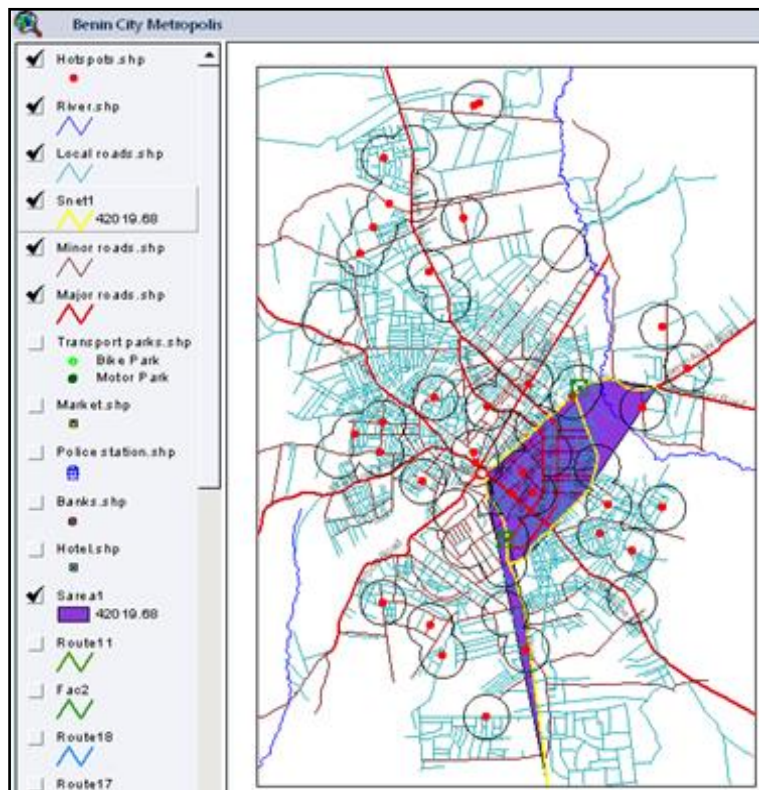 Benin City Metropolis
Hotspots.shp
River.shp
Local roads.shp
Snet1
42019.68
Minor roads.shp
Major roads.shp
Transport parks.shp
Bike Park
Motor Park
Market.shp
Police station.shp
Banks.shp
Hotel.shp
Sarea1
42019.68
Route11
Fac2
Route18
Route17
Road